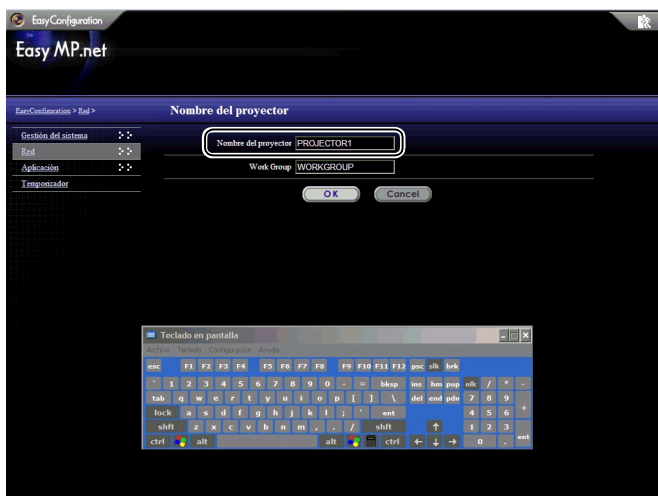 EasyConfiguration
Easy MP.net
EasyConfiguration > Red >
Nombre del proyector
Gestión del sistema
Red
Aplicación
Temporizador
Nombre del proyector PROJECTOR1
Work Group WORKGROUP
OK Cancel
Teclado en pantalla
Archivo Teclado Configuración Ayuda
esc F1 F2 F3 F4 F5 F6 F7 F8 F9 F10 F11 F12 psc slk brk
` 1 2 3 4 5 6 7 8 9 0 - = bksp ins hm pup nlk / * -
tab q w e r t y u i o p [ ] \ del end pdn 7 8 9
lock a s d f g h j k l ; ' ent 4 5 6 +
shft z x c v b n m , . / shft ↑ 1 2 3
ctrl alt alt ctrl ← ↓ → 0 . ent